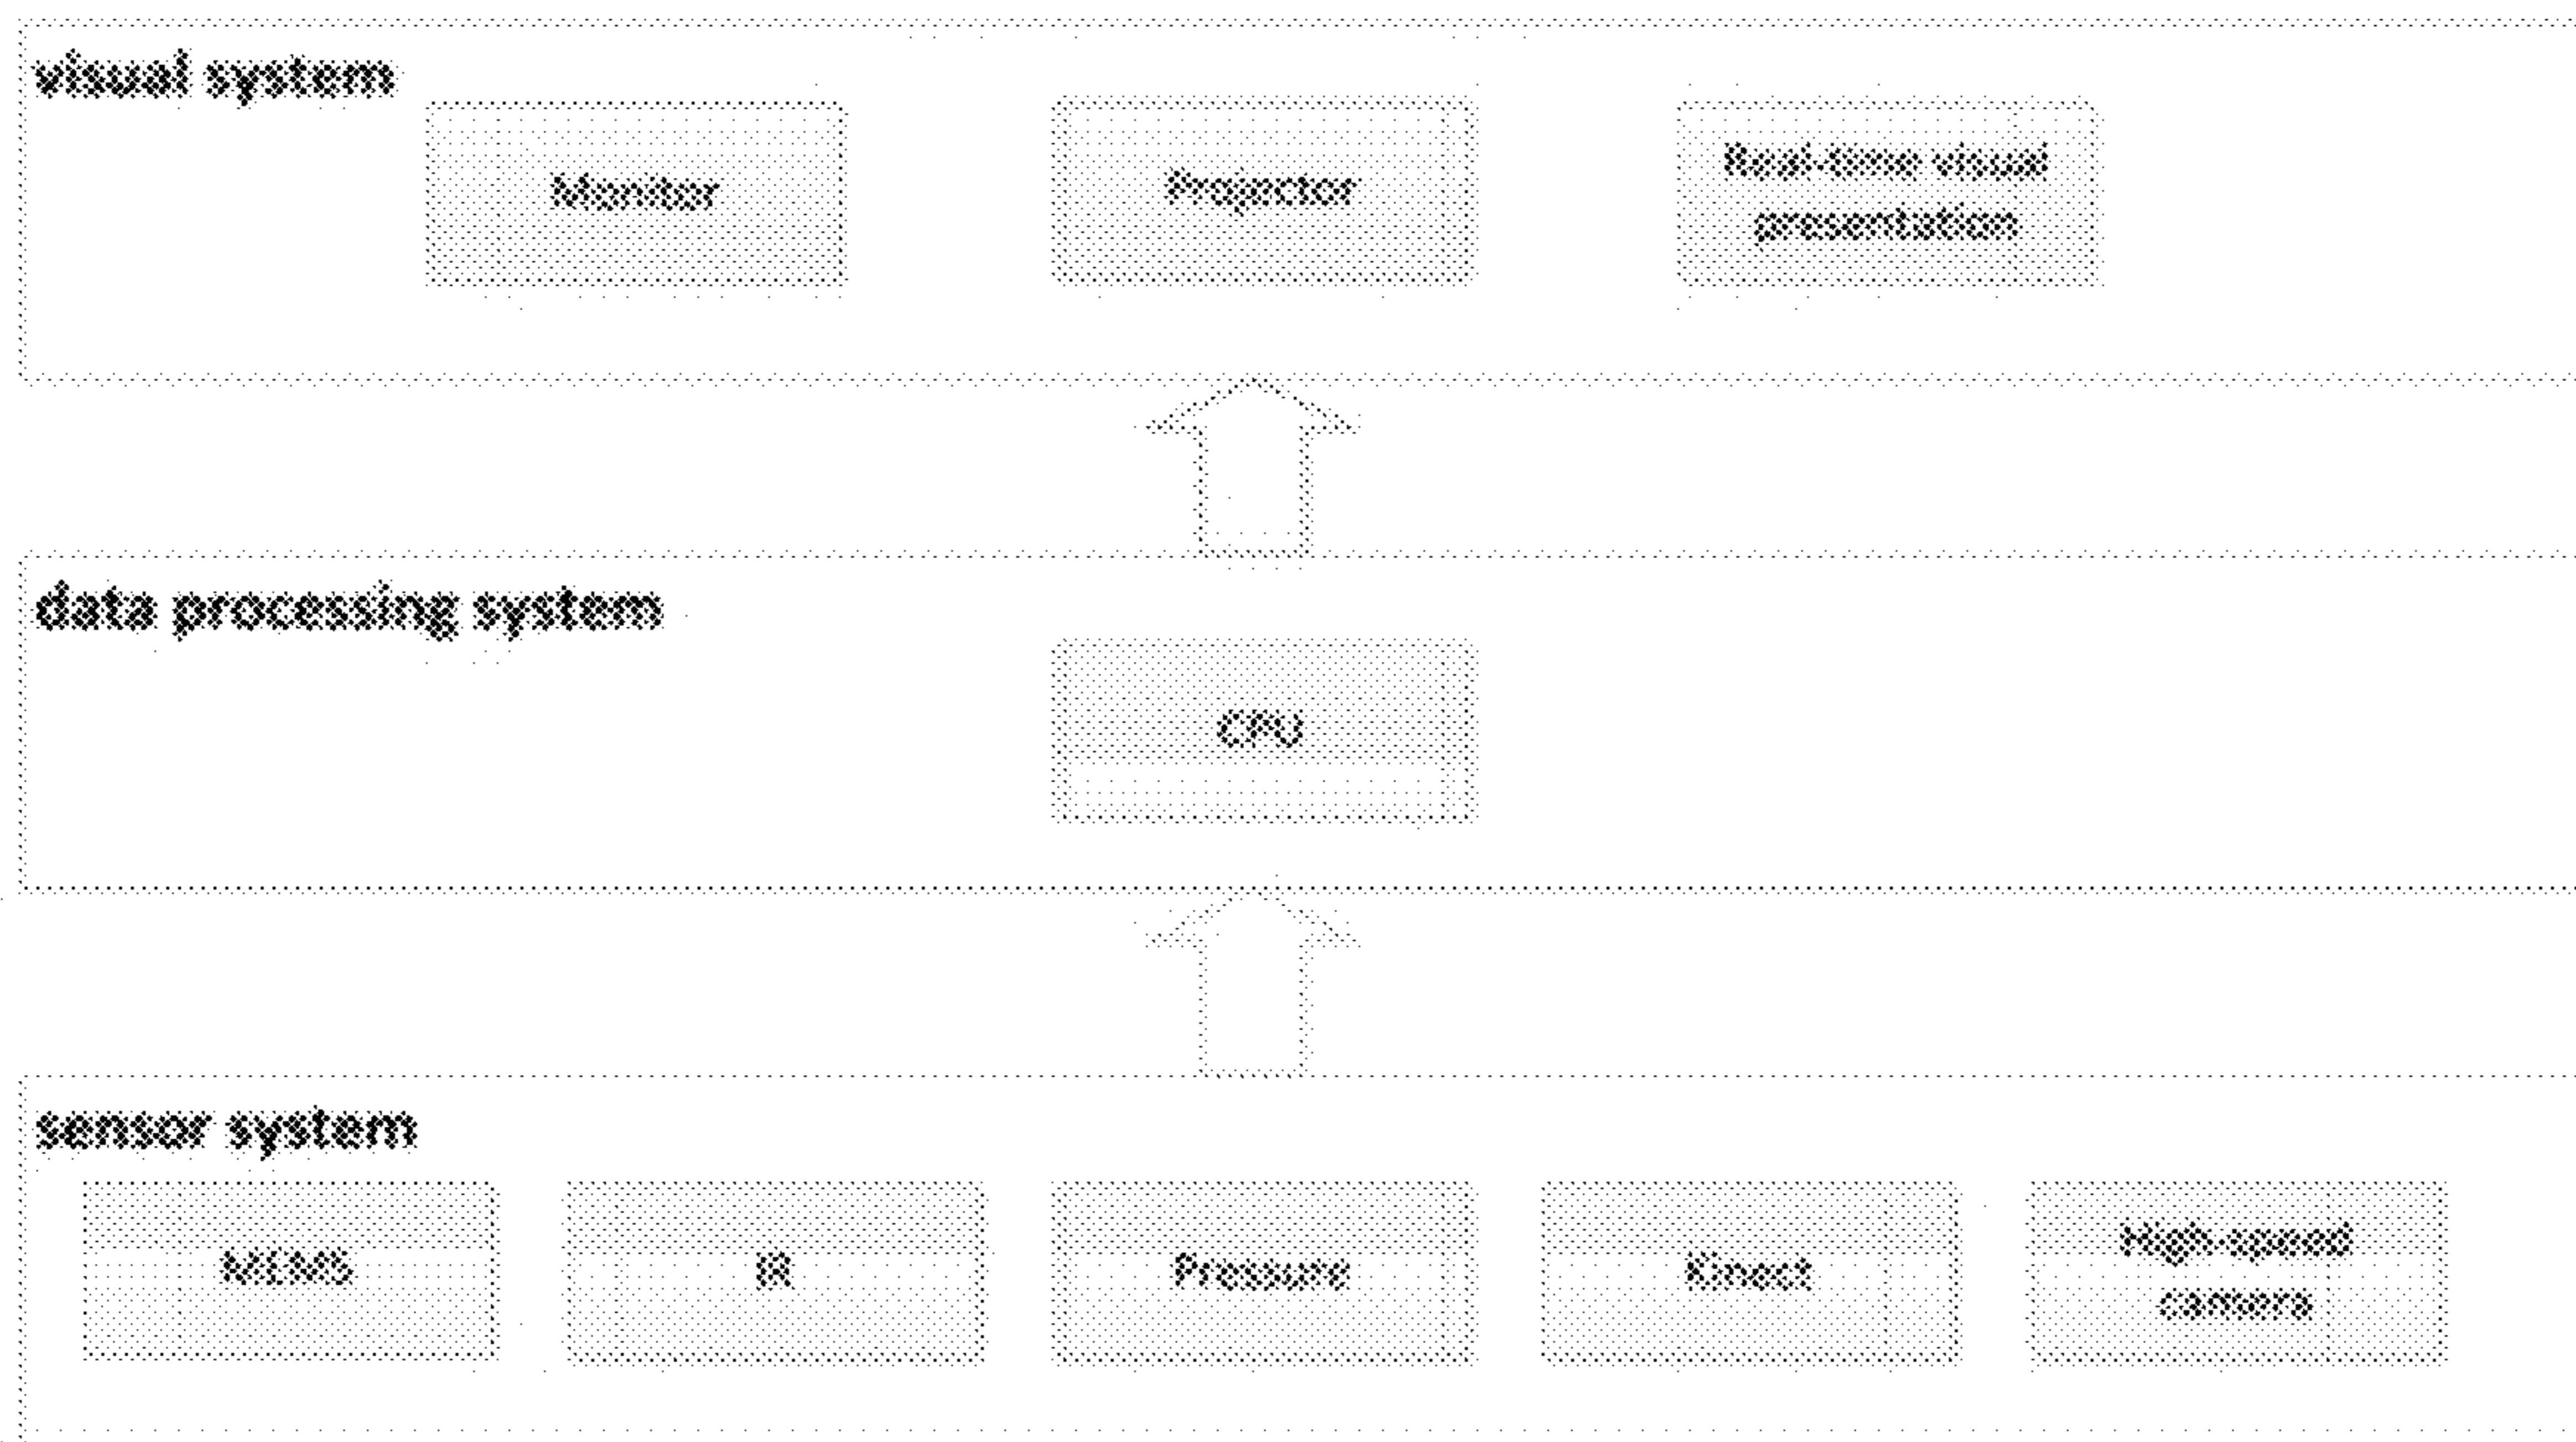 visual system
Monitor
Projector
Real-time visual
presentation
data processing system
CPU
sensor system
MEMS
IR
Pressure
Kinect
High-speed
camera